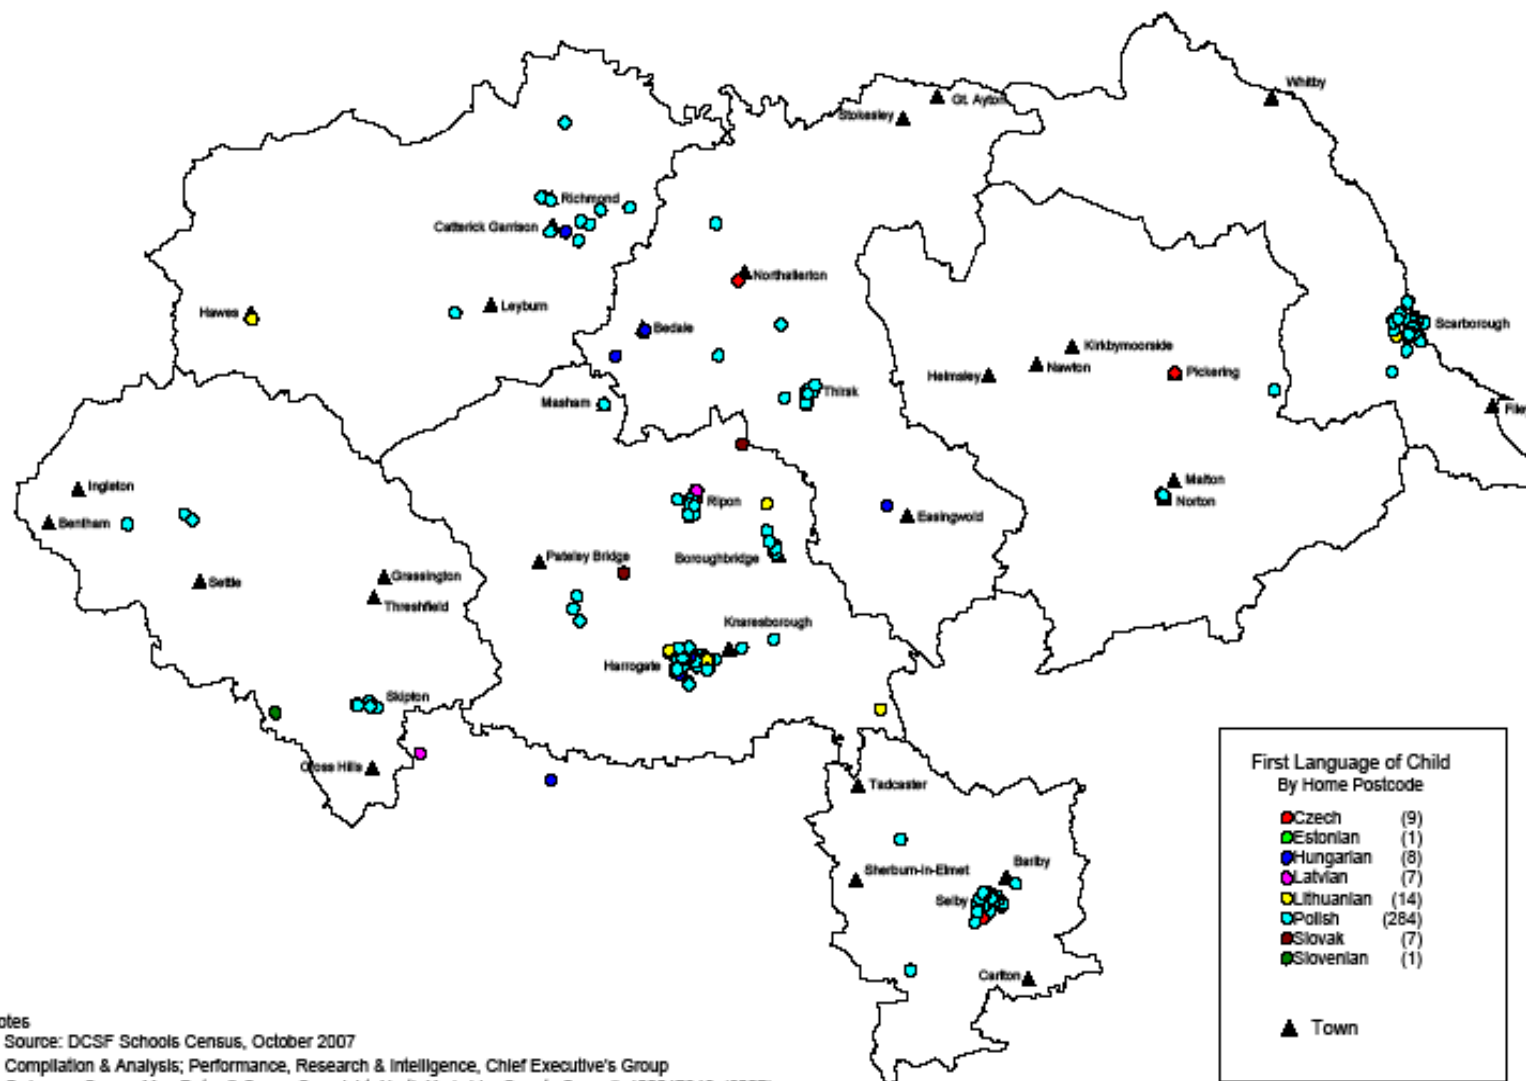 Whitby
Gt. Ayton
Stokesley
Richmond
Catterick Garrison
Northallerton
Hawes
Leyburn
Bedale
Scarborough
Kirkbymoorside
Nawton
Helmsley
Pickering
Thirsk
Masham
Filey
Ingleton
Bentham
Ripon
Malton
Norton
Easingwold
Pateley Bridge
Boroughbridge
Settle
Grassington
Threshfield
Knaresborough
Harrogate
Skipton
Cross Hills
Tadcaster
Sherburn-in-Elmet
Barlby
Selby
Carlton
First Language of Child
By Home Postcode
Czech (9)
Estonian (1)
Hungarian (8)
Latvian (7)
Lithuanian (14)
Polish (284)
Slovak (7)
Slovenian (1)
Town
otes
Source: DCSF Schools Census, October 2007
Compilation & Analysis; Performance, Research & Intelligence, Chief Executive's Group